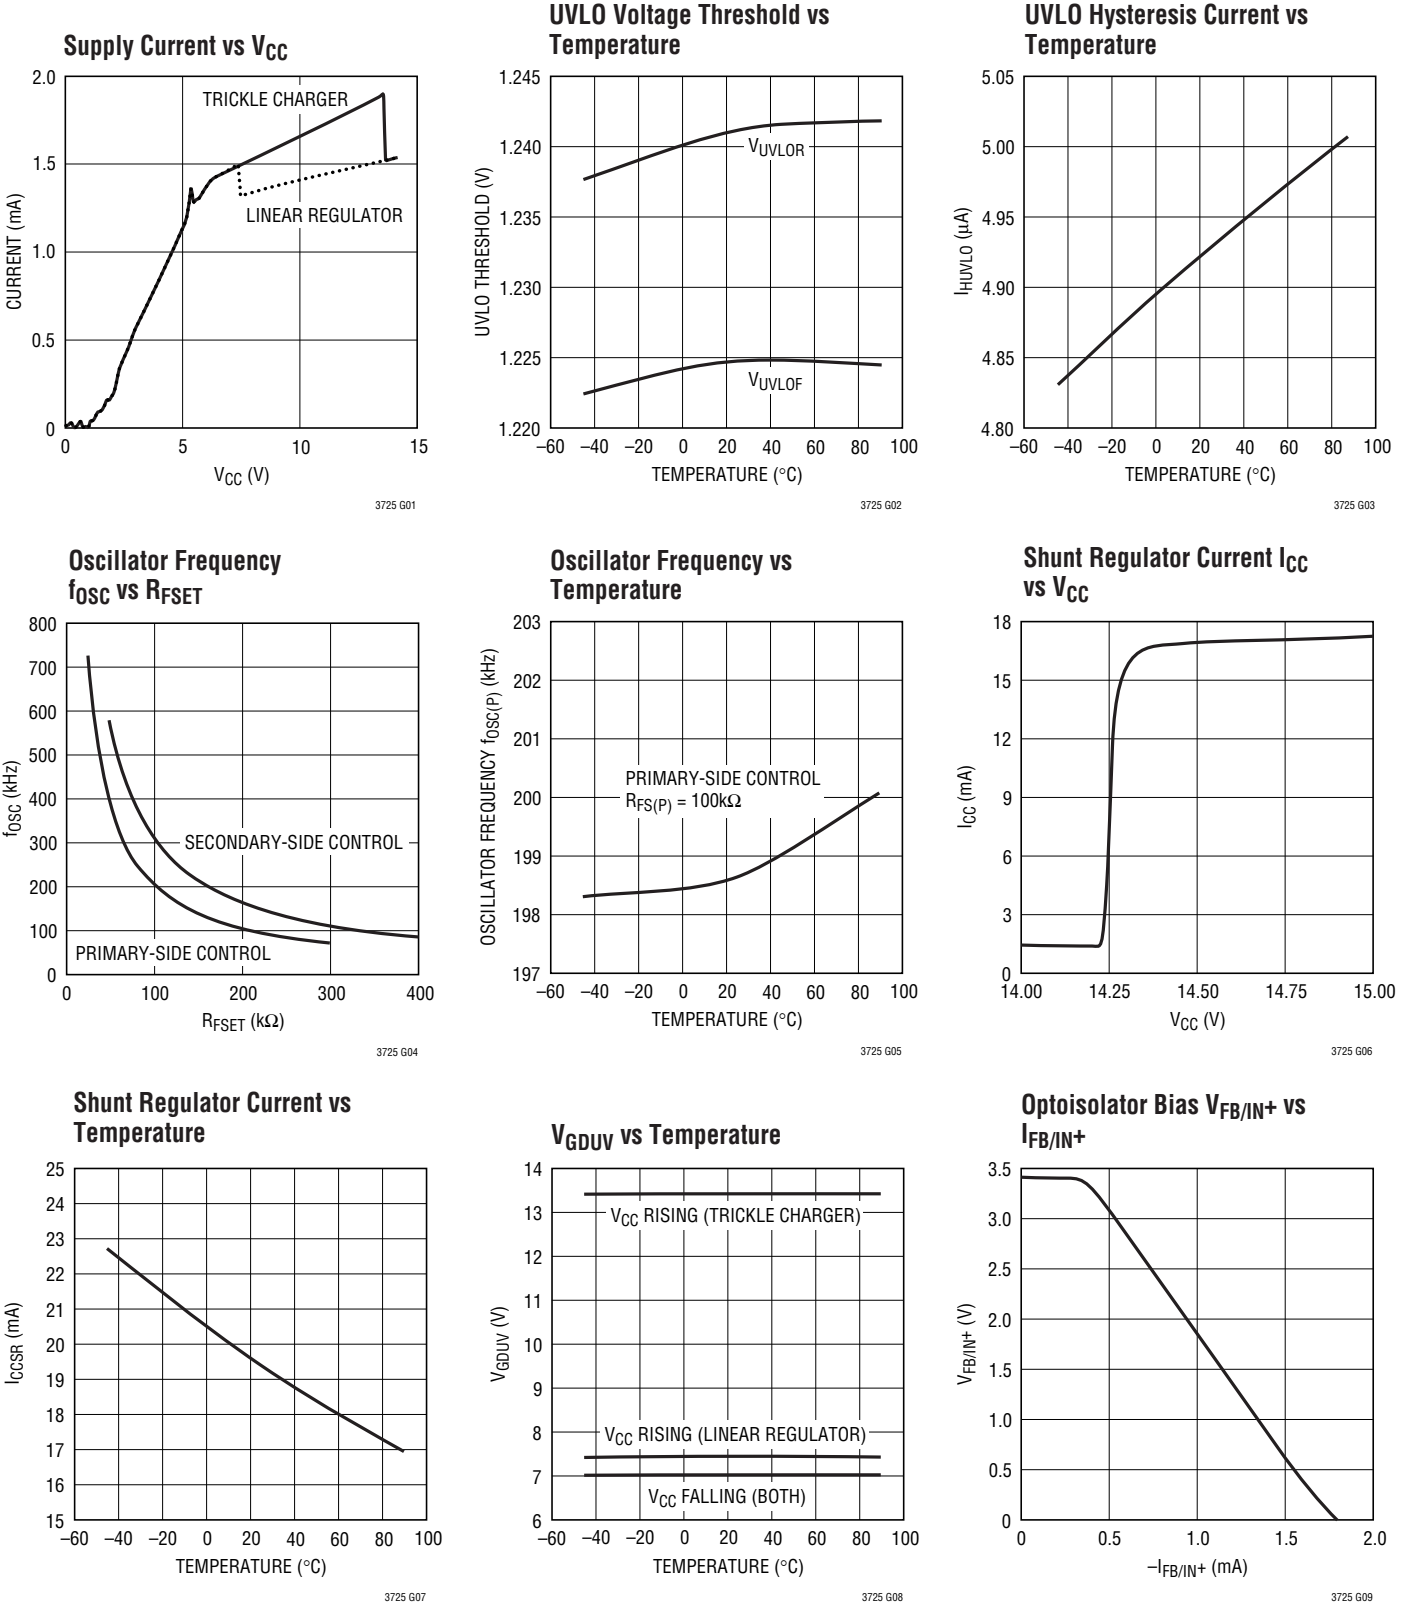 Supply Current vs VCC
2.0
1.5
1.0
0.5
0
CURRENT (mA)
TRICKLE CHARGER
LINEAR REGULATOR
0 5 10 15
VCC (V)
3725 G01
UVLO Voltage Threshold vs
Temperature
1.245
1.240
1.235
1.230
1.225
1.220
UVLO THRESHOLD (V)
VUVLOR
VUVLOF
–60 –40 –20 0 20 40 60 80 100
TEMPERATURE (°C)
3725 G02
UVLO Hysteresis Current vs
Temperature
5.05
5.00
4.95
4.90
4.85
4.80
IHUVLO (µA)
–60 –40 –20 0 20 40 60 80 100
TEMPERATURE (°C)
3725 G03
Oscillator Frequency
fOSC vs RFSET
800
700
600
500
400
300
200
100
0
fOSC (kHz)
SECONDARY-SIDE CONTROL
PRIMARY-SIDE CONTROL
0 100 200 300 400
RFSET (kΩ)
3725 G04
Oscillator Frequency vs
Temperature
203
202
201
200
199
198
197
OSCILLATOR FREQUENCY fOSC(P) (kHz)
PRIMARY-SIDE CONTROL
RFS(P) = 100kΩ
–60 –40 –20 0 20 40 60 80 100
TEMPERATURE (°C)
3725 G05
Shunt Regulator Current ICC
vs VCC
18
15
12
9
6
3
0
ICC (mA)
14.00 14.25 14.50 14.75 15.00
VCC (V)
3725 G06
Shunt Regulator Current vs
Temperature
25
24
23
22
21
20
19
18
17
16
15
ICCSR (mA)
–60 –40 –20 0 20 40 60 80 100
TEMPERATURE (°C)
3725 G07
VGDUV vs Temperature
14
13
12
11
10
9
8
7
6
VGDUV (V)
VCC RISING (TRICKLE CHARGER)
VCC RISING (LINEAR REGULATOR)
VCC FALLING (BOTH)
–60 –40 –20 0 20 40 60 80 100
TEMPERATURE (°C)
3725 G08
Optoisolator Bias VFB/IN+ vs
IFB/IN+
3.5
3.0
2.5
2.0
1.5
1.0
0.5
0
VFB/IN+ (V)
0 0.5 1.0 1.5 2.0
–IFB/IN+ (mA)
3725 G09